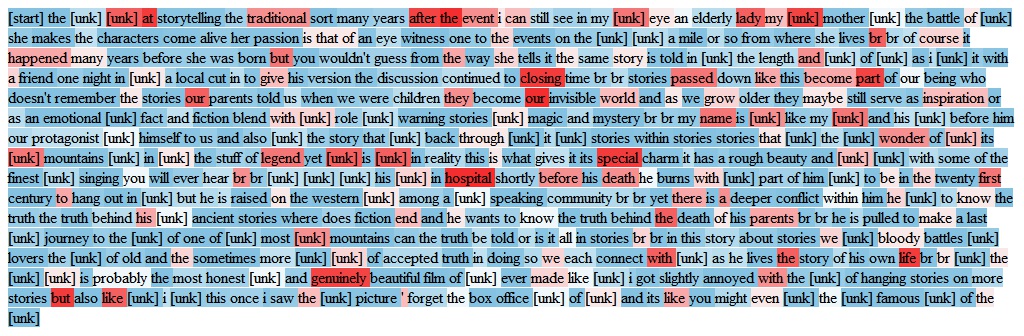 [start] the [unk] [unk] at storytelling the traditional sort many years after the event i can still see in my [unk] eye an elderly lady my [unk] mother [unk] the battle of [unk]
she makes the characters come alive her passion is that of an eye witness one to the events on the [unk] [unk] a mile or so from where she lives br br of course it
happened many years before she was born but you wouldn't guess from the way she tells it the same story is told in [unk] the length and [unk] of [unk] as i [unk] it with
a friend one night in [unk] a local cut in to give his version the discussion continued to closing time br br stories passed down like this become part of our being who
doesn't remember the stories our parents told us when we were children they become our invisible world and as we grow older they maybe still serve as inspiration or
as an emotional [unk] fact and fiction blend with [unk] role [unk] warning stories [unk] magic and mystery br br my name is [unk] like my [unk] and his [unk] before him
our protagonist [unk] himself to us and also [unk] the story that [unk] back through [unk] it [unk] stories within stories stories that [unk] the [unk] wonder of [unk] its
[unk] mountains [unk] in [unk] the stuff of legend yet [unk] is [unk] in reality this is what gives it its special charm it has a rough beauty and [unk] [unk] with some of the
finest [unk] singing you will ever hear br br [unk] [unk] [unk] his [unk] in hospital shortly before his death he burns with [unk] part of him [unk] to be in the twenty first
century to hang out in [unk] but he is raised on the western [unk] among a [unk] speaking community br br yet there is a deeper conflict within him he [unk] to know the
truth the truth behind his [unk] ancient stories where does fiction end and he wants to know the truth behind the death of his parents br br he is pulled to make a last
[unk] journey to the [unk] of one of [unk] most [unk] mountains can the truth be told or is it all in stories br br in this story about stories we [unk] bloody battles [unk]
lovers the [unk] of old and the sometimes more [unk] [unk] of accepted truth in doing so we each connect with [unk] as he lives the story of his own life br br [unk] the
[unk] [unk] is probably the most honest [unk] and genuinely beautiful film of [unk] ever made like [unk] i got slightly annoyed with the [unk] of hanging stories on more
stories but also like [unk] i [unk] this once i saw the [unk] picture ' forget the box office [unk] of [unk] and its like you might even [unk] the [unk] famous [unk] of the
[unk]